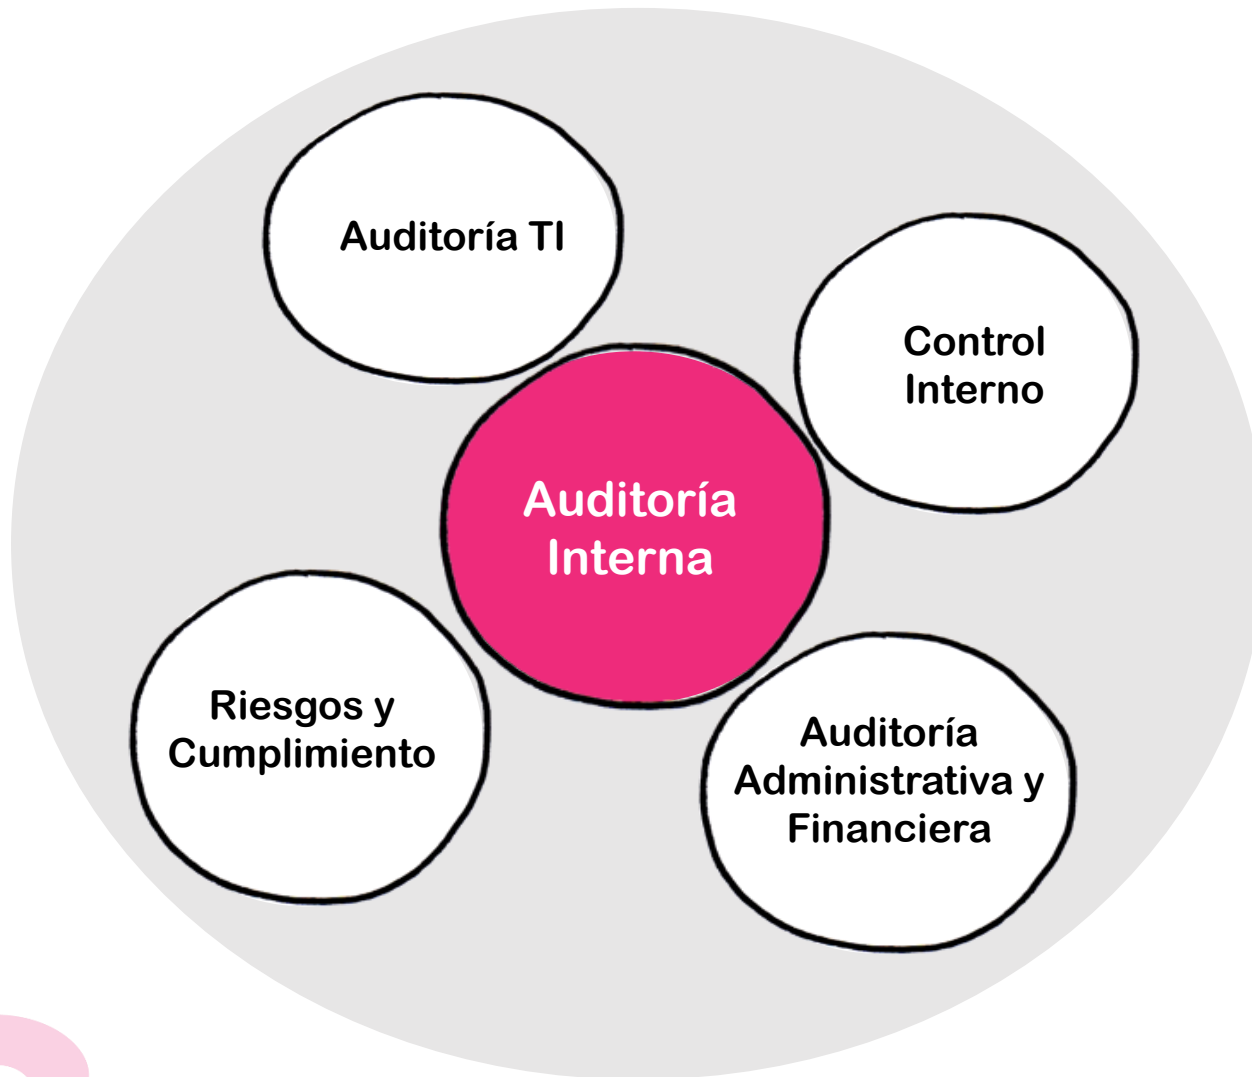 Auditoría TI
Control
Interno
Auditoría
Interna
Riesgos y
Cumplimiento
Auditoría
Administrativa y
Financiera